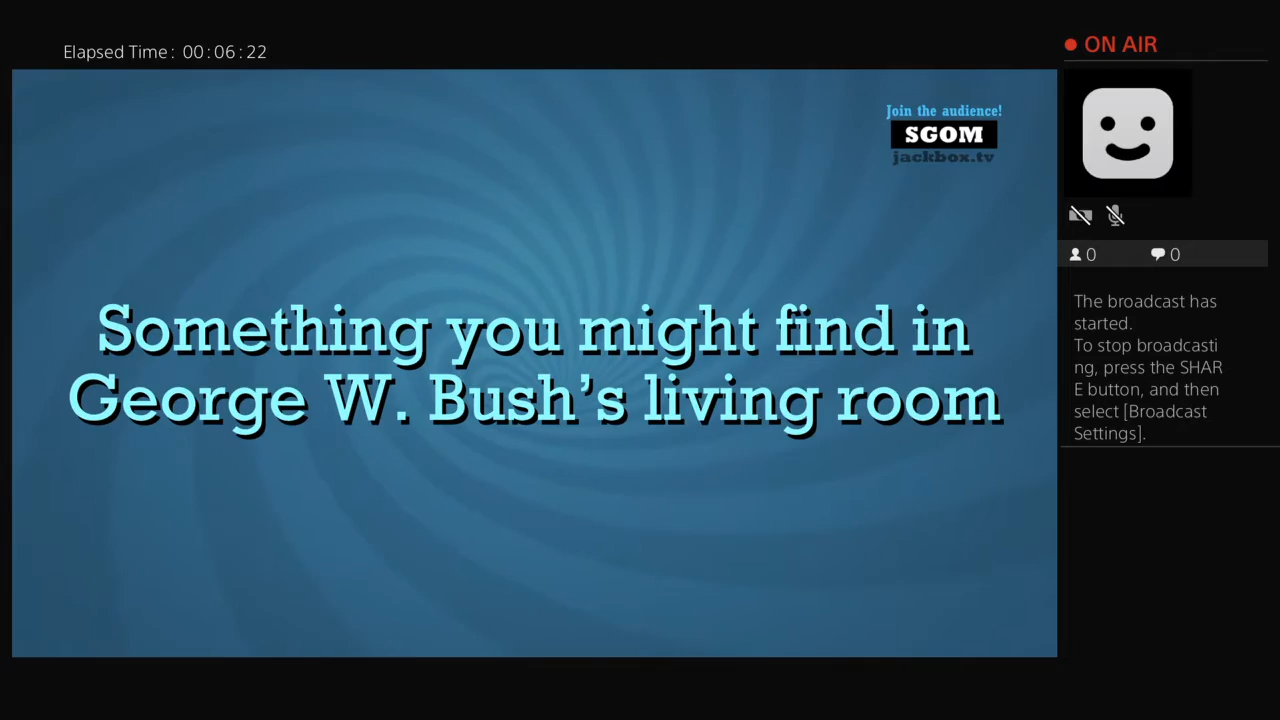 Elapsed Time: 00:06:22
ON AIR
Join the audience!
SGOM
jackbox.tv
0 0
Something you might find in
George W. Bush's living room
The broadcast has
started.
To stop broadcasti
ng, press the SHAR
E button, and then
select [Broadcast
Settings].